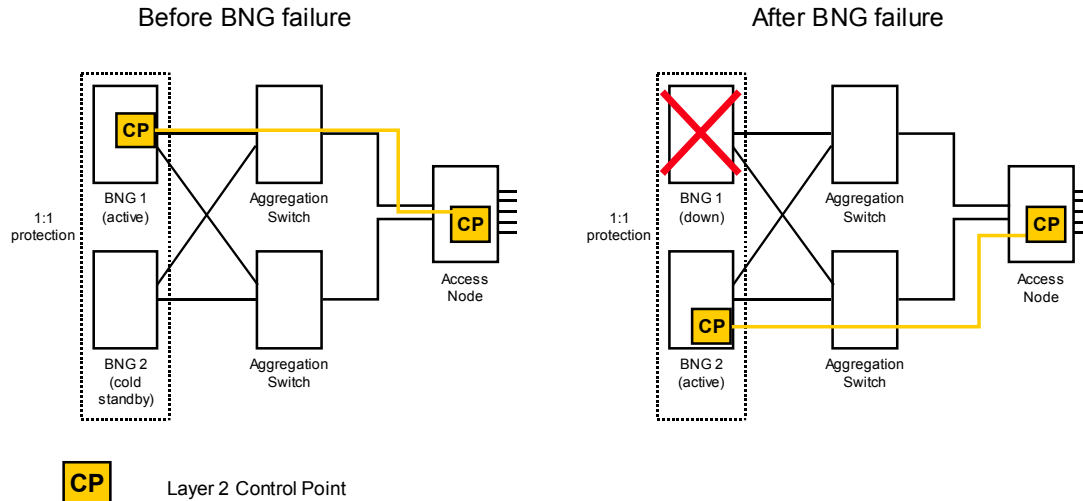 Before BNG failure
After BNG failure
CP
BNG 1
(active)
Aggregation
Switch
1:1
protection
CP
Access
Node
BNG 2
(cold
standby)
Aggregation
Switch
BNG 1
(down)
Aggregation
Switch
1:1
protection
CP
Access
Node
CP
BNG 2
(active)
Aggregation
Switch
CP
Layer 2 Control Point